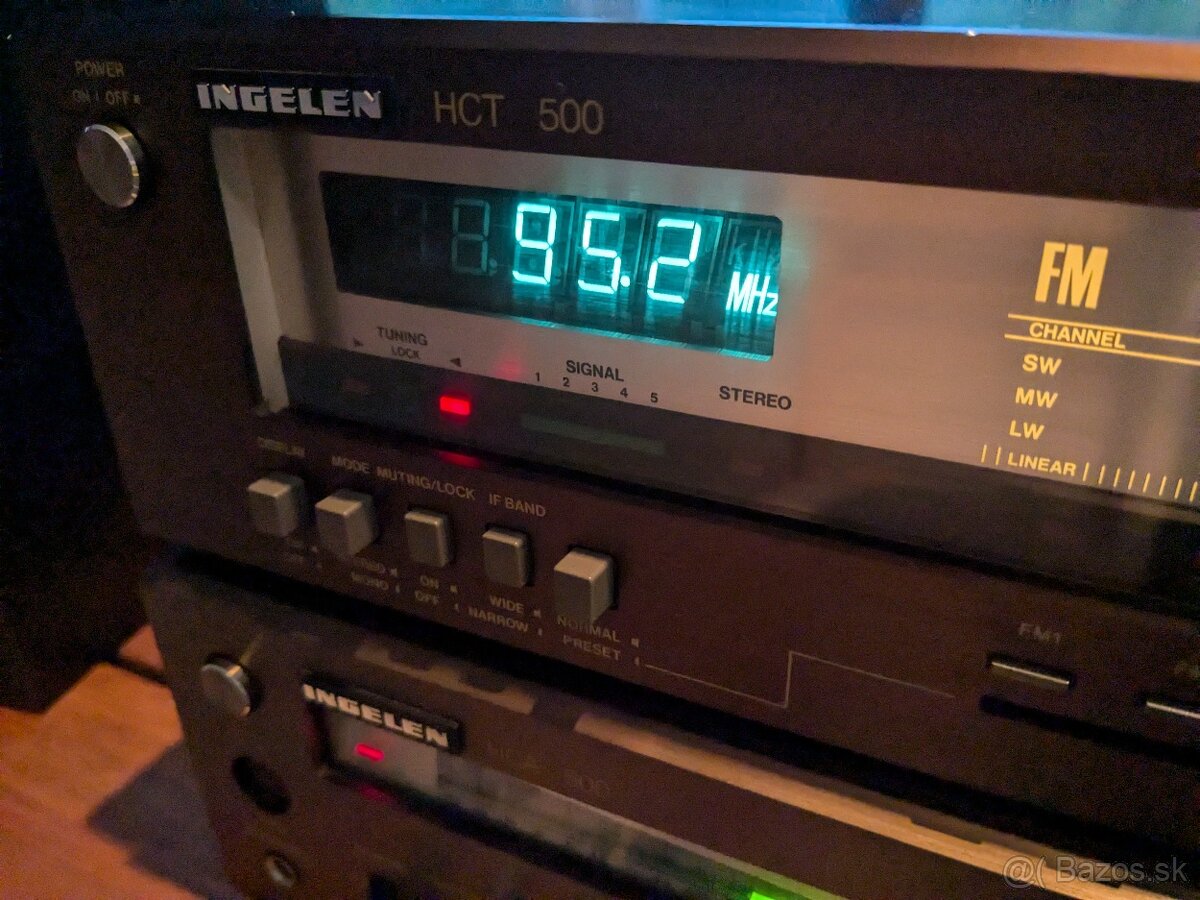 POWER
ON OFF
INGELEN HCT 500
95.2 MHz
FM
CHANNEL
SW
MW
LW
LINEAR
TUNING
LOCK
SIGNAL
1 2 3 4 5
STEREO
DISPLAY MODE MUTING/LOCK IF BAND
MONO
ON
OFF
WIDE
NARROW
NORMAL
PRESET
FM1
INGELEN
@( Bazos.sk